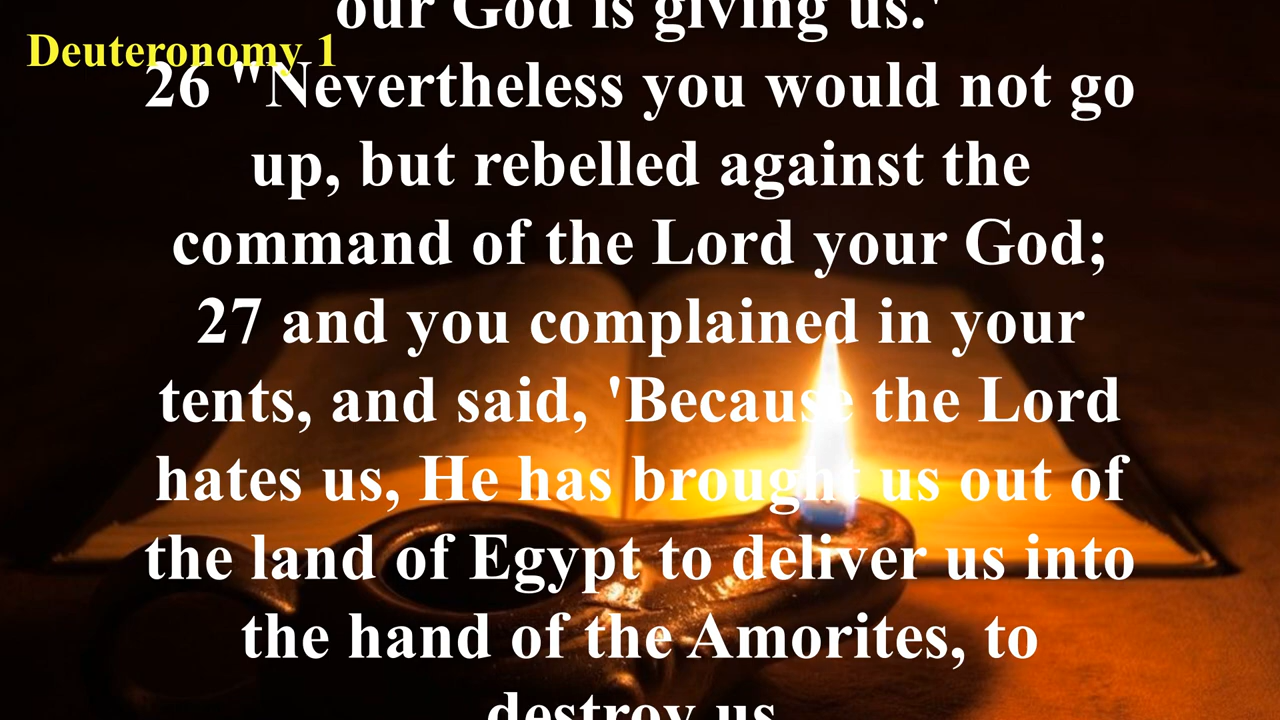 our God is giving us.'
Deuteronomy 1
26 "Nevertheless you would not go
up, but rebelled against the
command of the Lord your God;
27 and you complained in your
tents, and said, 'Because the Lord
hates us, He has brought us out of
the land of Egypt to deliver us into
the hand of the Amorites, to
destroy us.